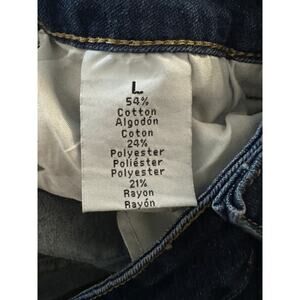 L
54%
Cotton
Algodón
Coton
24%
Polyester
Poliéster
Polyester
21%
Rayon
Rayón